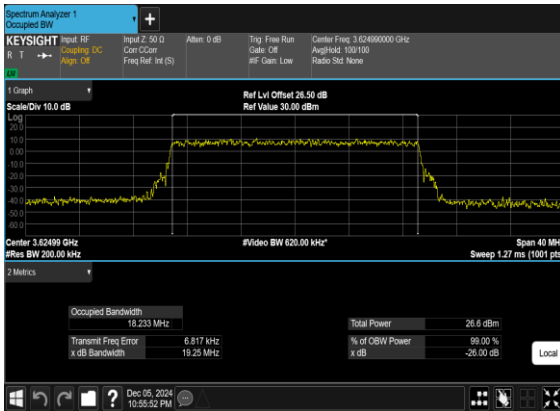 Spectrum Analyzer 1
Occupied BW
KEYSIGHT
R T
LM
Input: RF
Coupling: DC
Align: Off
Input Z: 50 Ω
Corr CCorr
Freq Ref: Int (S)
Atten: 0 dB
Trig: Free Run
Gate: Off
#IF Gain: Low
Center Freq: 3.624990000 GHz
Avg|Hold: 100/100
Radio Std: None
1 Graph
Scale/Div 10.0 dB
Ref Lvl Offset 26.50 dB
Ref Value 30.00 dBm
Log
20.0
10.0
0.00
-10.0
-20.0
-30.0
-40.0
-50.0
-60.0
Center 3.62499 GHz
#Video BW 620.00 kHz*
Span 40 MH
#Res BW 200.00 kHz
Sweep 1.27 ms (1001 pts
2 Metrics
Occupied Bandwidth
18.233 MHz
Transmit Freq Error 6.817 kHz
x dB Bandwidth 19.25 MHz
Total Power 26.6 dBm
% of OBW Power 99.00 %
x dB -26.00 dB
Local
?
Dec 05, 2024
10:55:52 PM